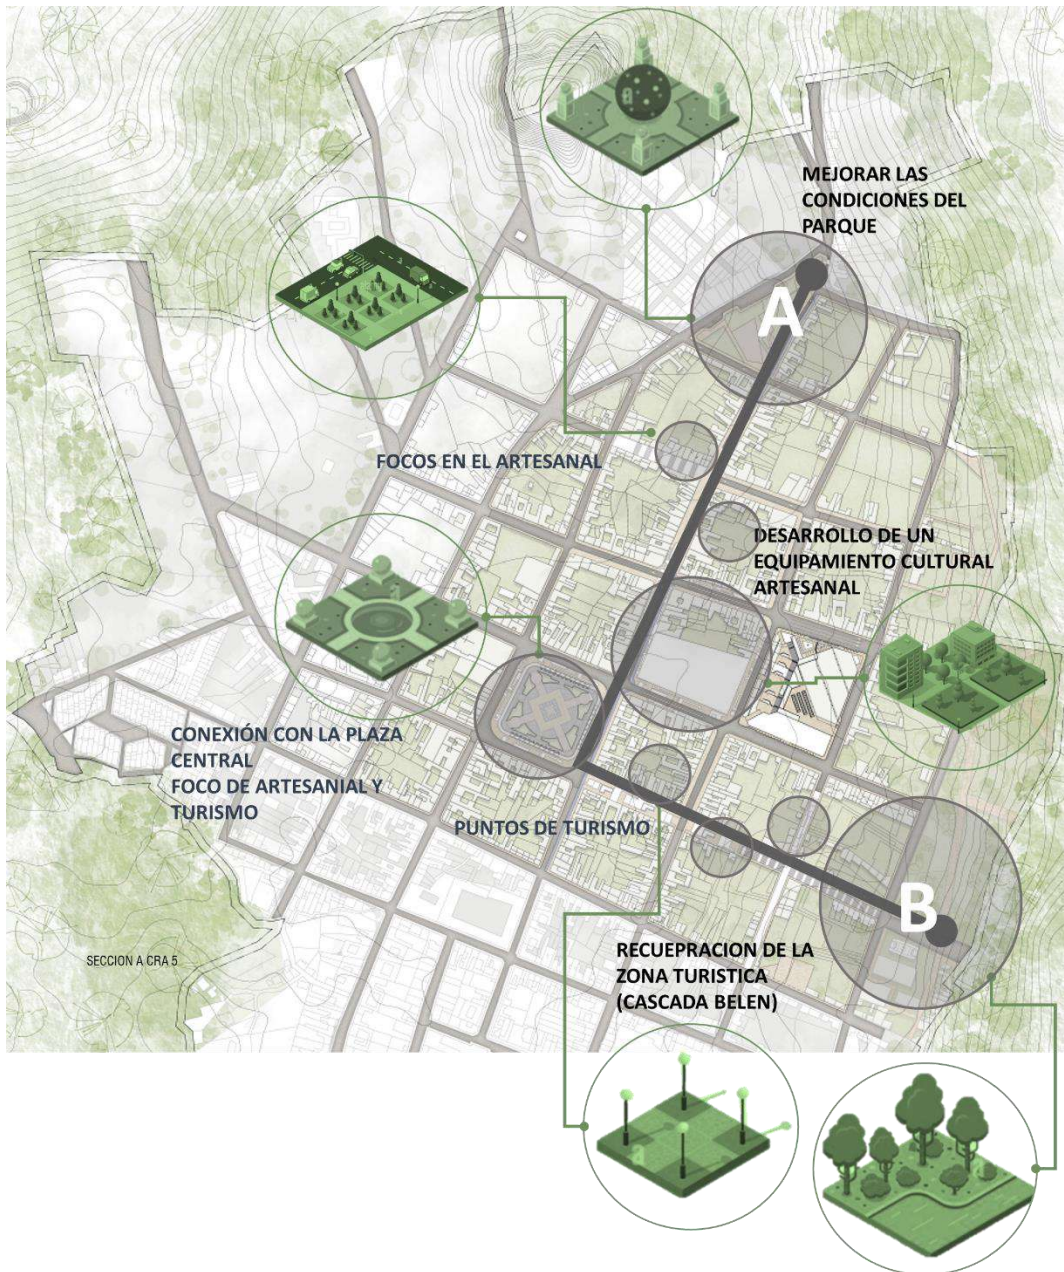 MEJORAR LAS
CONDICIONES DEL
PARQUE
A
FOCOS EN EL ARTESANAL
DESARROLLO DE UN
EQUIPAMIENTO CULTURAL
ARTESANAL
CONEXIÓN CON LA PLAZA
CENTRAL
FOCO DE ARTESANIAL Y
TURISMO
PUNTOS DE TURISMO
B
SECCION A CRA 5
RECUEPRACION DE LA
ZONA TURISTICA
(CASCADA BELEN)